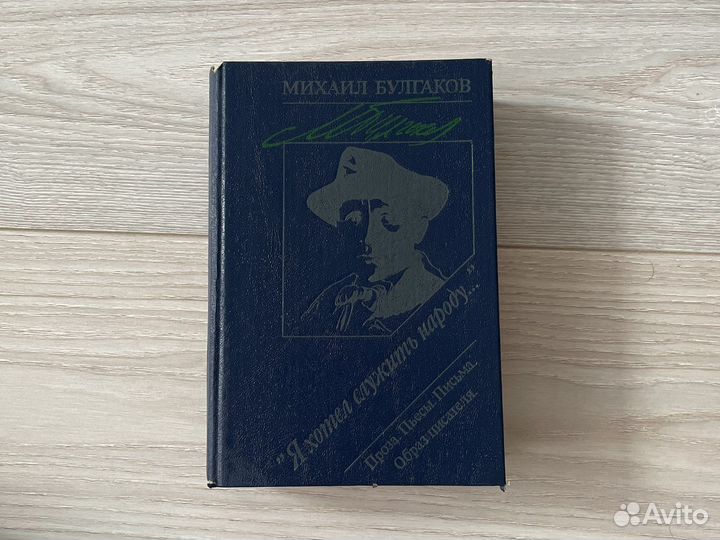 МИХАИЛ БУЛГАКОВ
"Я хотел служить народу..."
Проза. Пьесы. Письма.
Образ писателя
Avito